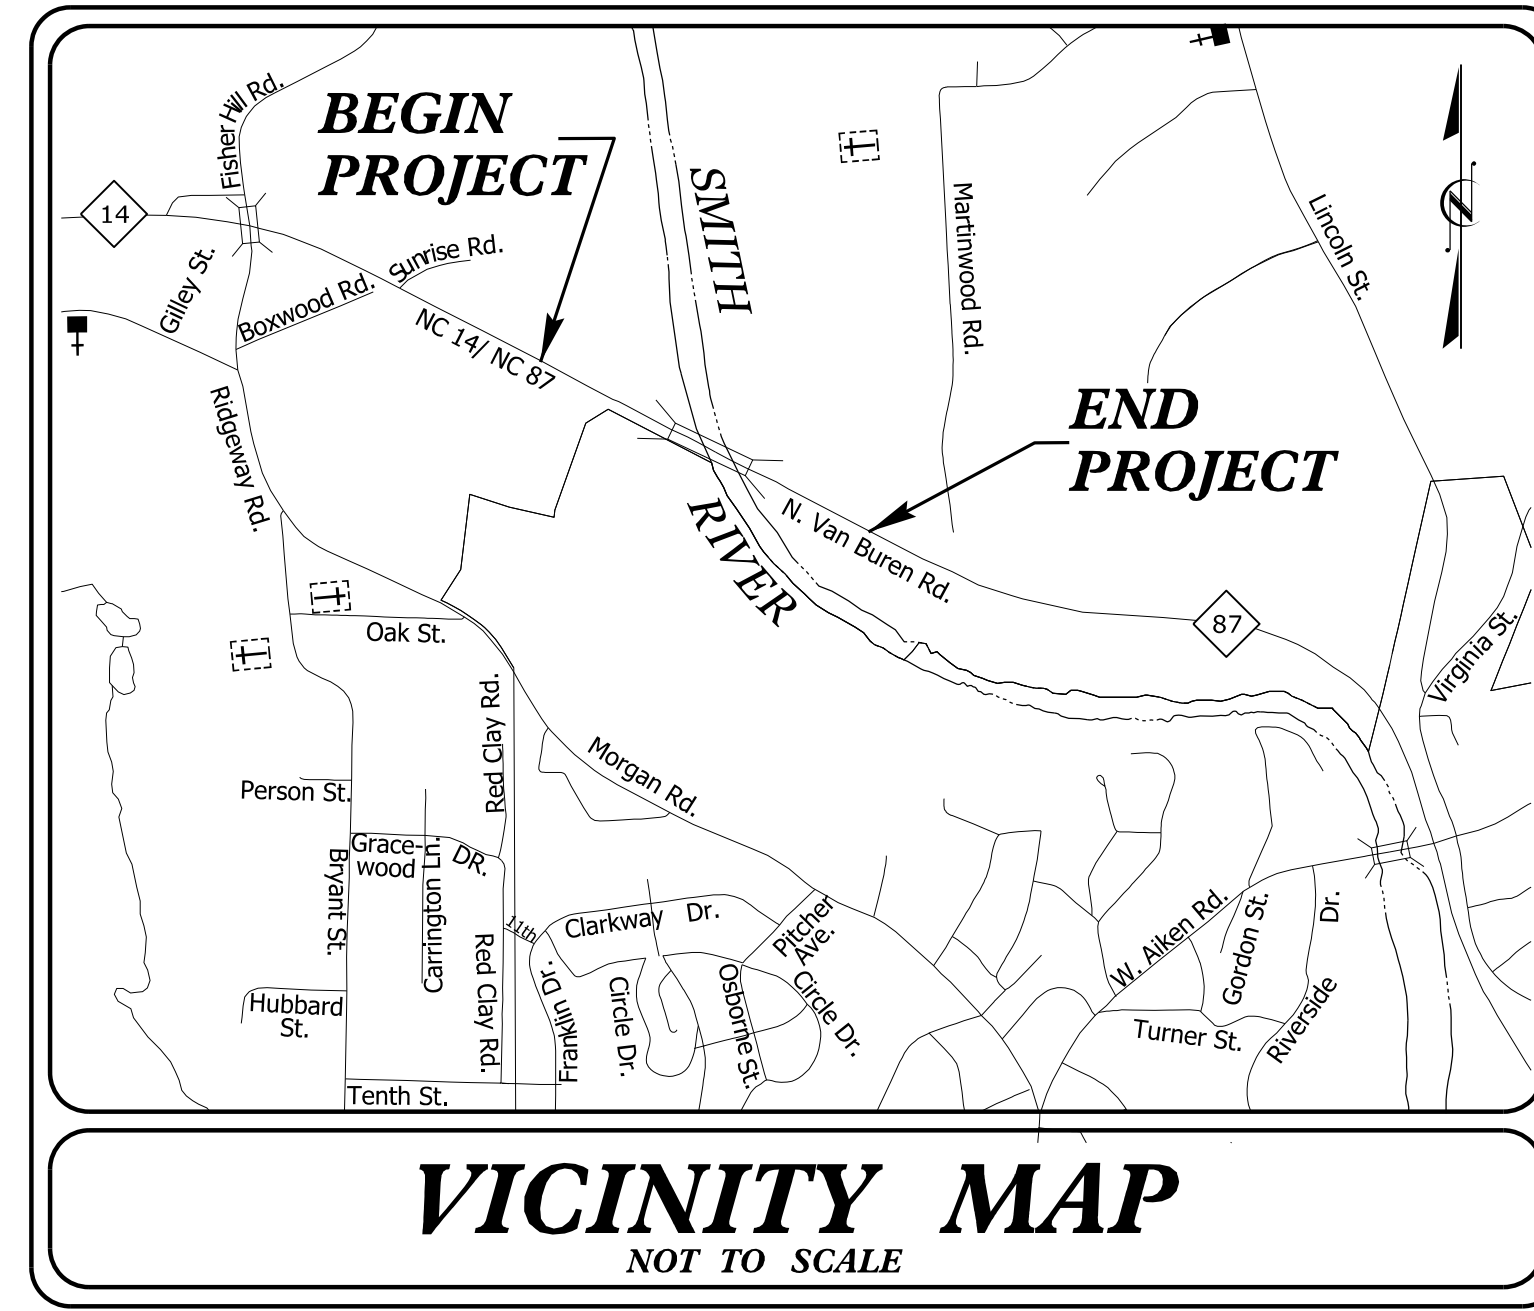 Fisher Hill Rd.
BEGIN
PROJECT
14
SMITH
Martinwood Rd.
Lincoln St.
N
Gilley St.
Sunrise Rd.
Boxwood Rd.
NC 14/ NC 87
Ridgeway Rd.
END
PROJECT
RIVER
N. Van Buren Rd.
87
Virginia St.
Oak St.
Red Clay Rd.
Morgan Rd.
Person St.
Grace-
wood
DR.
Bryant St.
Carrington Ln.
11th
Clarkway Dr.
Pitcher
Ave.
W. Aiken Rd.
Gordon St.
Riverside Dr.
Red Clay Rd.
Franklin Dr.
Circle Dr.
Osborne St.
Circle Dr.
Hubbard
St.
Turner St.
Tenth St.
VICINITY MAP
NOT TO SCALE